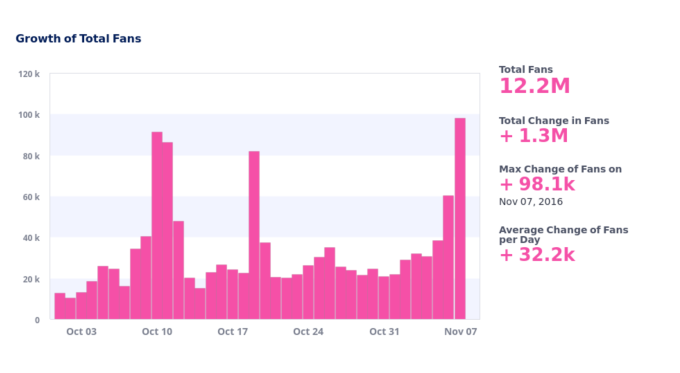 Growth of Total Fans
120 k
100 k
80 k
60 k
40 k
20 k
0
Oct 03
Oct 10
Oct 17
Oct 24
Oct 31
Nov 07
Total Fans
12.2M
Total Change in Fans
+ 1.3M
Max Change of Fans on
+ 98.1k
Nov 07, 2016
Average Change of Fans
per Day
+ 32.2k